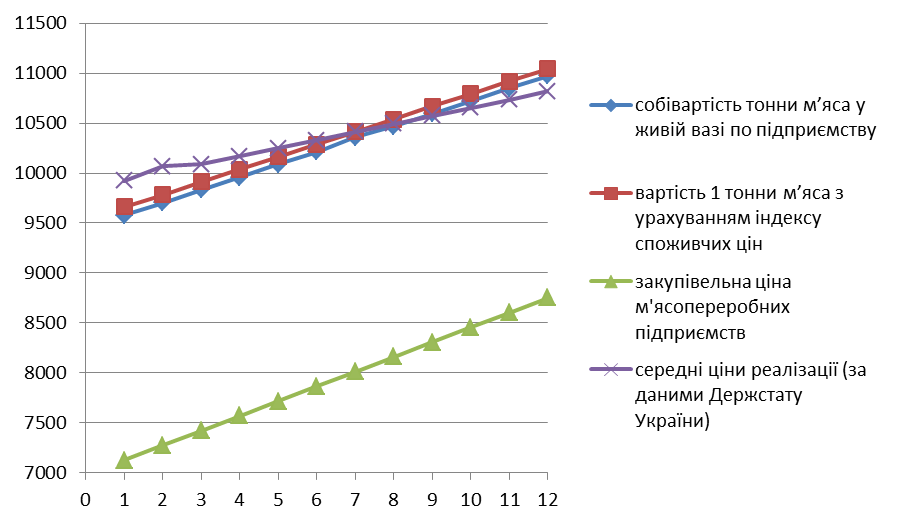 11500
11000
10500
10000
9500
9000
8500
8000
7500
7000
0 1 2 3 4 5 6 7 8 9 10 11 12
собівартість тонни м’яса у
живій вазі по підприємству
вартість 1 тонни м’яса з
урахуванням індексу
споживчих цін
закупівельна ціна
м'ясопереробних
підприємств
середні ціни реалізації (за
даними Держстату
України)